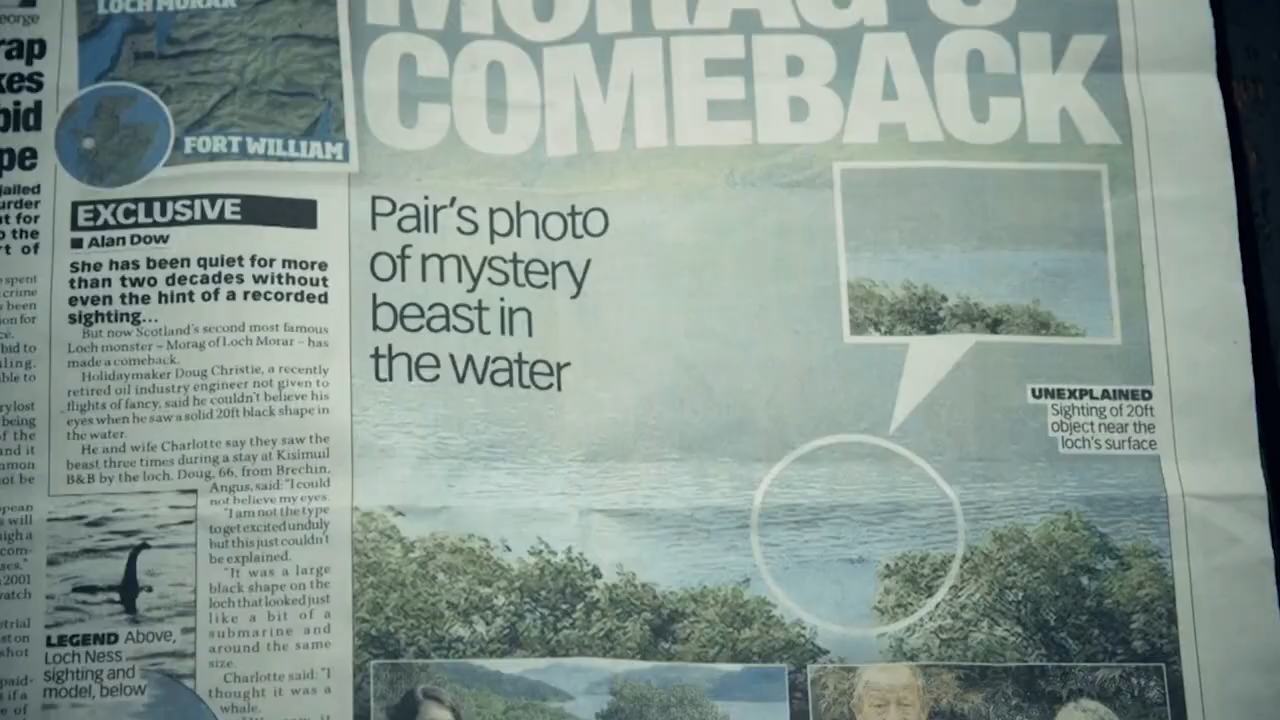 LOCH MORAR
FORT WILLIAM
MORAG'S
COMEBACK
Pair's photo
of mystery
beast in
the water
UNEXPLAINED
Sighting of 20ft
object near the
loch's surface
EXCLUSIVE
■ Alan Dow
She has been quiet for more
than two decades without
even the hint of a recorded
sighting...
But now Scotland's second most famous
Loch monster – Morag of Loch Morar – has
made a comeback.
Holidaymaker Doug Christie, a recently
retired oil industry engineer not given to
flights of fancy, said he couldn't believe his
eyes when he saw a solid 20ft black shape in
the water.
He and wife Charlotte say they saw the
beast three times during a stay at Kisimuil
B&B by the loch. Doug, 66, from Brechin,
Angus, said: "I could
not believe my eyes.
"I am not the type
to get excited unduly
but this just couldn't
be explained.
"It was a large
black shape on the
loch that looked just
like a bit of a
submarine and
around the same
size.
Charlotte said: "I
thought it was a
whale.
LEGEND Above,
Loch Ness
sighting and
model, below